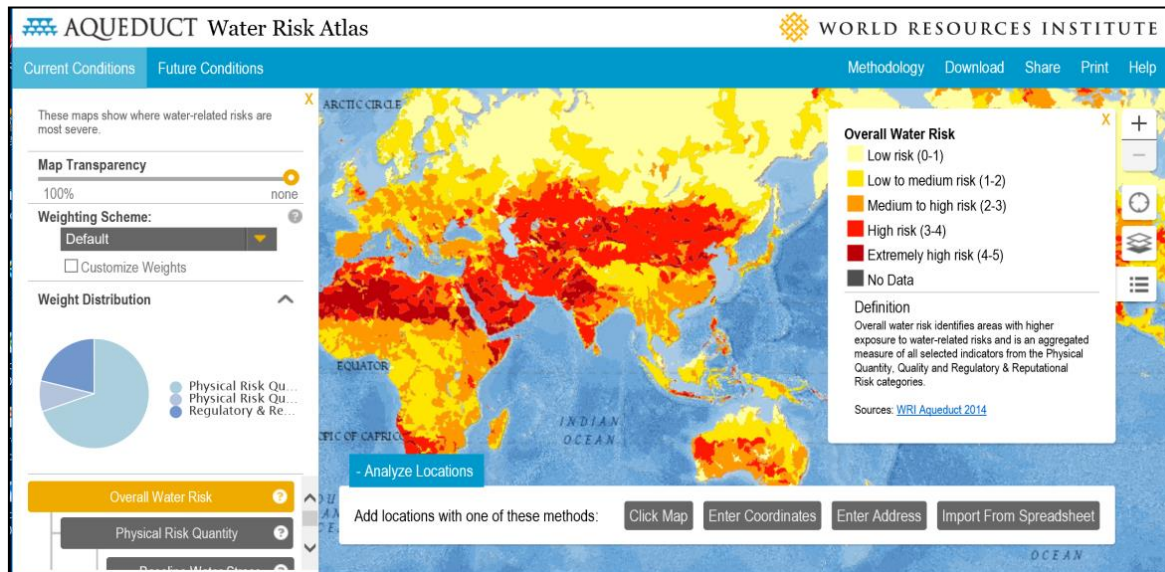 AQUEDUCT Water Risk Atlas
WORLD RESOURCES INSTITUTE
Current Conditions
Future Conditions
Methodology
Download
Share
Print
Help
X
These maps show where water-related risks are
most severe.
Map Transparency
100%
none
Weighting Scheme:
?
Default
Customize Weights
Weight Distribution
Physical Risk Qu...
Physical Risk Qu...
Regulatory & Re...
Overall Water Risk
?
Physical Risk Quantity
?
Baseline Water Stress
ARCTIC CIRCLE
EQUATOR
INDIAN
OCEAN
PIC OF CAPRICO
OCEAN
X
Overall Water Risk
Low risk (0-1)
Low to medium risk (1-2)
Medium to high risk (2-3)
High risk (3-4)
Extremely high risk (4-5)
No Data
Definition
Overall water risk identifies areas with higher
exposure to water-related risks and is an aggregated
measure of all selected indicators from the Physical
Quantity, Quality and Regulatory & Reputational
Risk categories.
Sources: WRI Aqueduct 2014
+
-
- Analyze Locations
Add locations with one of these methods:
Click Map
Enter Coordinates
Enter Address
Import From Spreadsheet